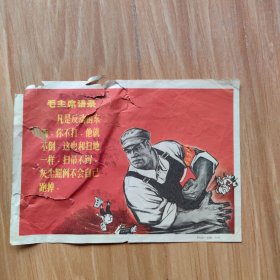 毛主席语录
凡是反动的东
西，你不打，他就
不倒。这也和扫地
一样，扫帚不到，
灰尘照例不会自己
跑掉。